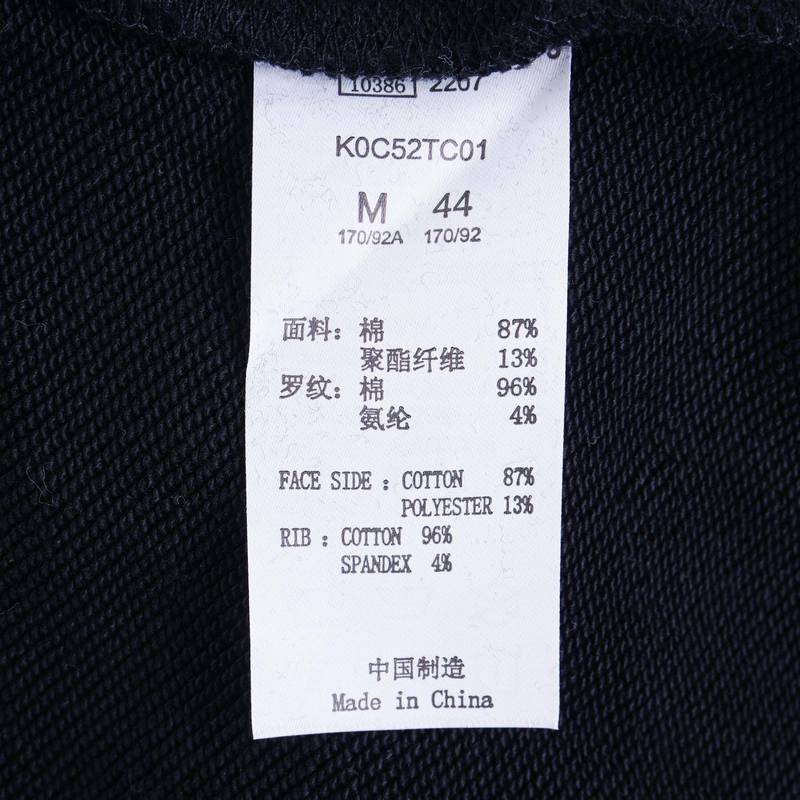 10386 2207
K0C52TC01
M 44
170/92A 170/92
面料：棉 87%
聚酯纤维 13%
罗纹：棉 96%
氨纶 4%
FACE SIDE : COTTON 87%
POLYESTER 13%
RIB : COTTON 96%
SPANDEX 4%
中国制造
Made in China